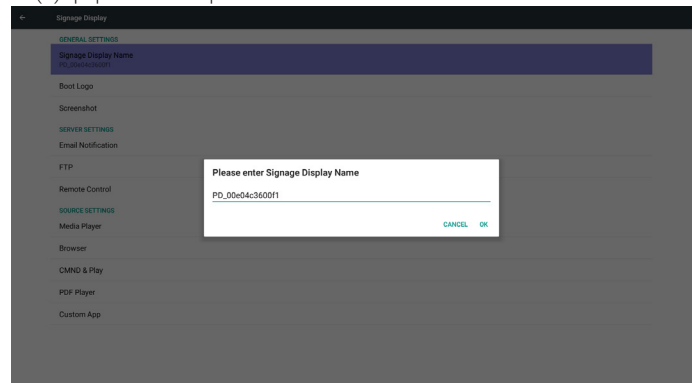 Signage Display
GENERAL SETTINGS
Signage Display Name
PD_00e04c3600f1
Boot Logo
Screenshot
SERVER SETTINGS
Email Notification
FTP
Remote Control
SOURCE SETTINGS
Media Player
Browser
CMND & Play
PDF Player
Custom App
Please enter Signage Display Name
PD_00e04c3600f1
CANCEL OK